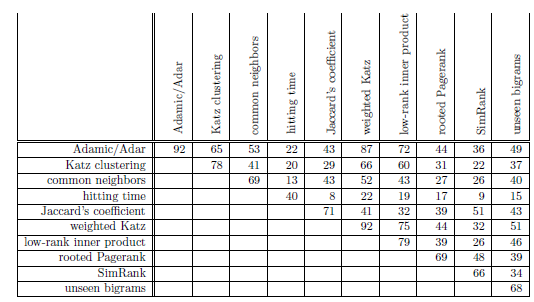 Adamic/Adar Katz clustering common neighbors hitting time Jaccard's coefficient weighted Katz low-rank inner product rooted Pagerank SimRank unseen bigrams
Adamic/Adar 92 65 53 22 43 87 72 44 36 49
Katz clustering 78 41 20 29 66 60 31 22 37
common neighbors 69 13 43 52 43 27 26 40
hitting time 40 8 22 19 17 9 15
Jaccard's coefficient 71 41 32 39 51 43
weighted Katz 92 75 44 32 51
low-rank inner product 79 39 26 46
rooted Pagerank 69 48 39
SimRank 66 34
unseen bigrams 68